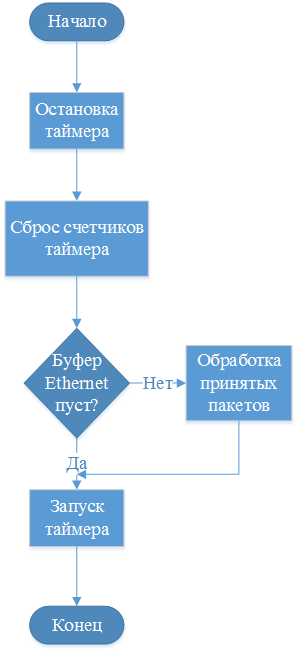 Начало
Остановка
таймера
Сброс счетчиков
таймера
Буфер
Ethernet
пуст?
Нет
Обработка
принятых
пакетов
Да
Запуск
таймера
Конец